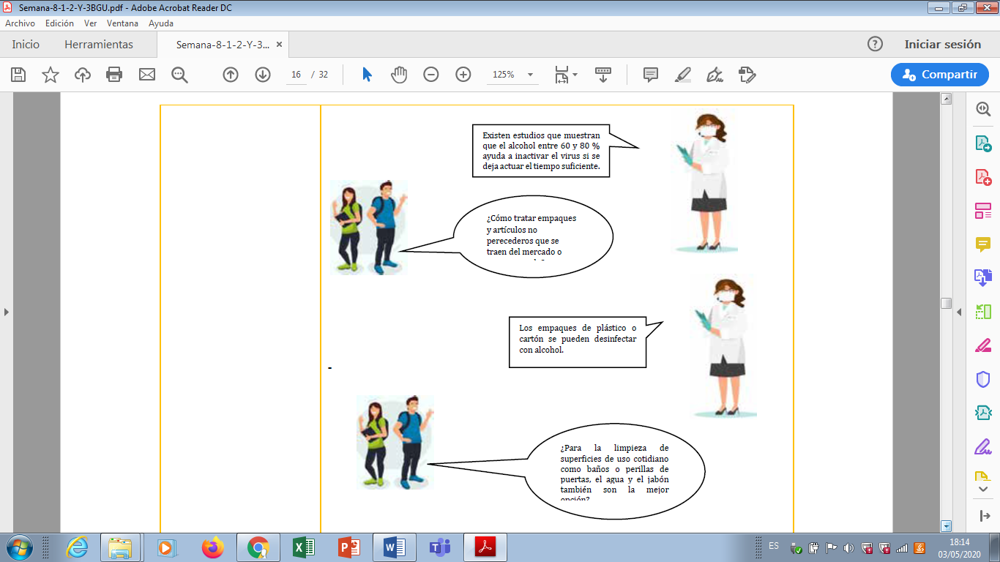 Semana-8-1-2-Y-3BGU.pdf - Adobe Acrobat Reader DC
Archivo Edición Ver Ventana Ayuda
Inicio Herramientas Semana-8-1-2-Y-3... × Iniciar sesión
16 / 32 125% Compartir
Existen estudios que muestran
que el alcohol entre 60 y 80 %
ayuda a inactivar el virus si se
deja actuar el tiempo suficiente.
¿Cómo tratar empaques
y artículos no
perecederos que se
traen del mercado o
Los empaques de plástico o
cartón se pueden desinfectar
con alcohol.
-
¿Para la limpieza de
superficies de uso cotidiano
como baños o perillas de
puertas, el agua y el jabón
también son la mejor
opción?
ES 18:14
03/05/2020